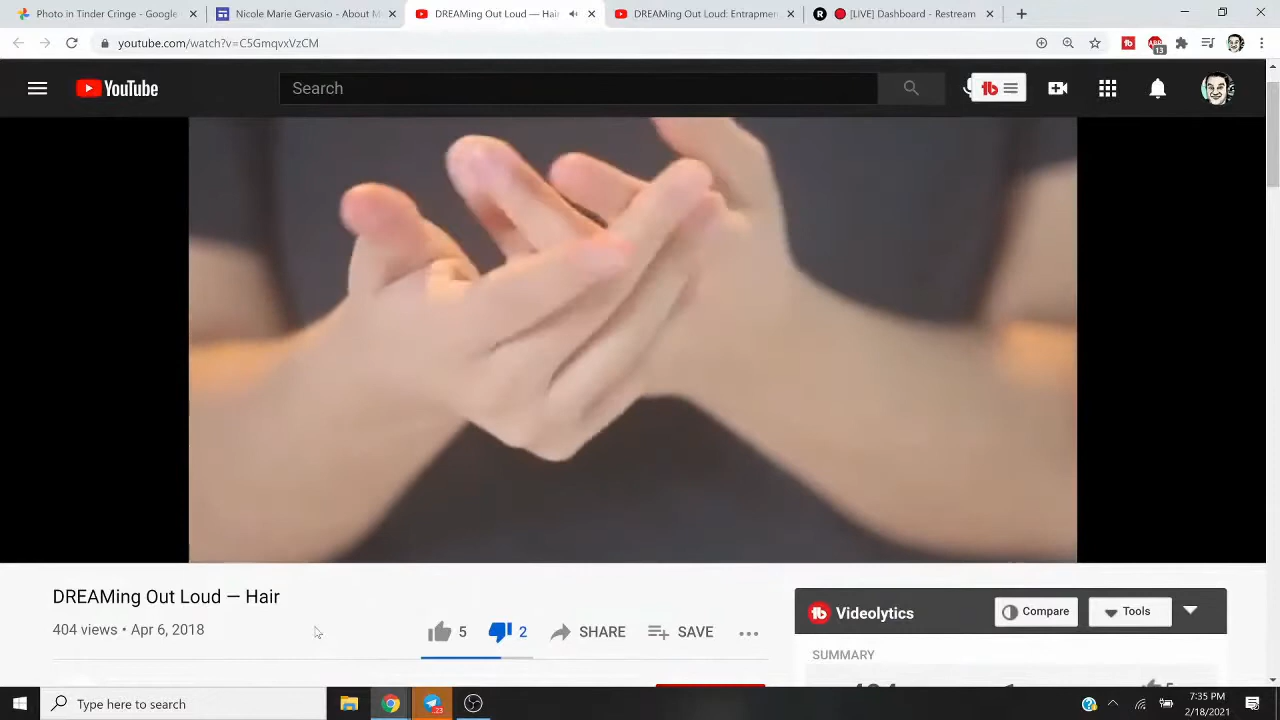 Photo in Tinder Cringe - Google
Nicole Marie Gervasio - About M
DREAMing Out Loud — Hair
DREAMing Out Loud: Entrapmen
[LIVE] Dashboard - Restream
youtube.com/watch?v=C5GmqvxVzCM
13
YouTube
Search
DREAMing Out Loud — Hair
404 views • Apr 6, 2018
5
2
SHARE
SAVE
Videolytics
Compare
Tools
SUMMARY
Type here to search
23
7:35 PM
2/18/2021